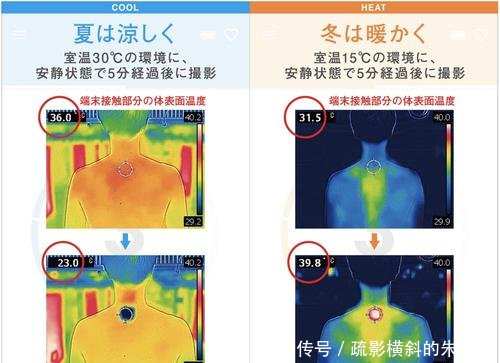 COOL
夏は涼しく
室温30℃の環境に、
安静状態で5分経過後に撮影
端末接触部分の体表面温度
36.0 °C
40.2
29.2
23.0
40.2
HEAT
冬は暖かく
室温15℃の環境に、
安静状態で5分経過後に撮影
端末接触部分の体表面温度
31.5 °C
40.0
29.9
39.8 °C
40.0
传号 / 疏影横斜的朱